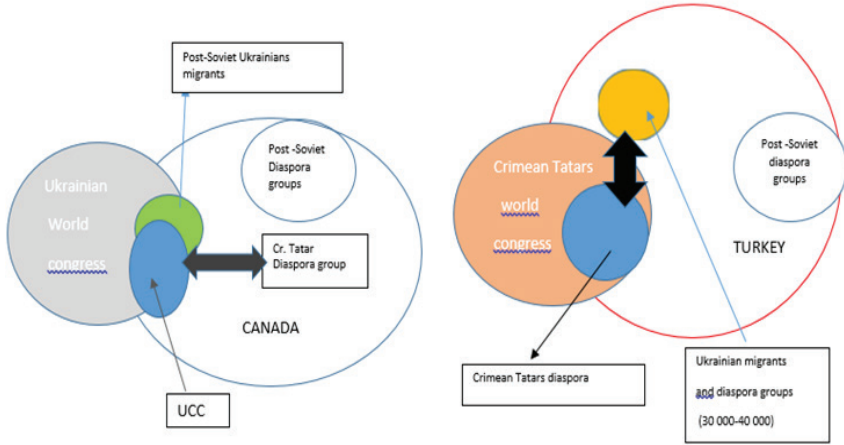 Post-Soviet Ukrainians
migrants
Post -Soviet
Diaspora
groups
Ukrainian
World
congress
Cr. Tatar
Diaspora group
CANADA
UCC
Crimean Tatars
world
congress
Post -Soviet
diaspora
groups
TURKEY
Crimean Tatars diaspora
Ukrainian migrants
and diaspora groups
(30 000-40 000)